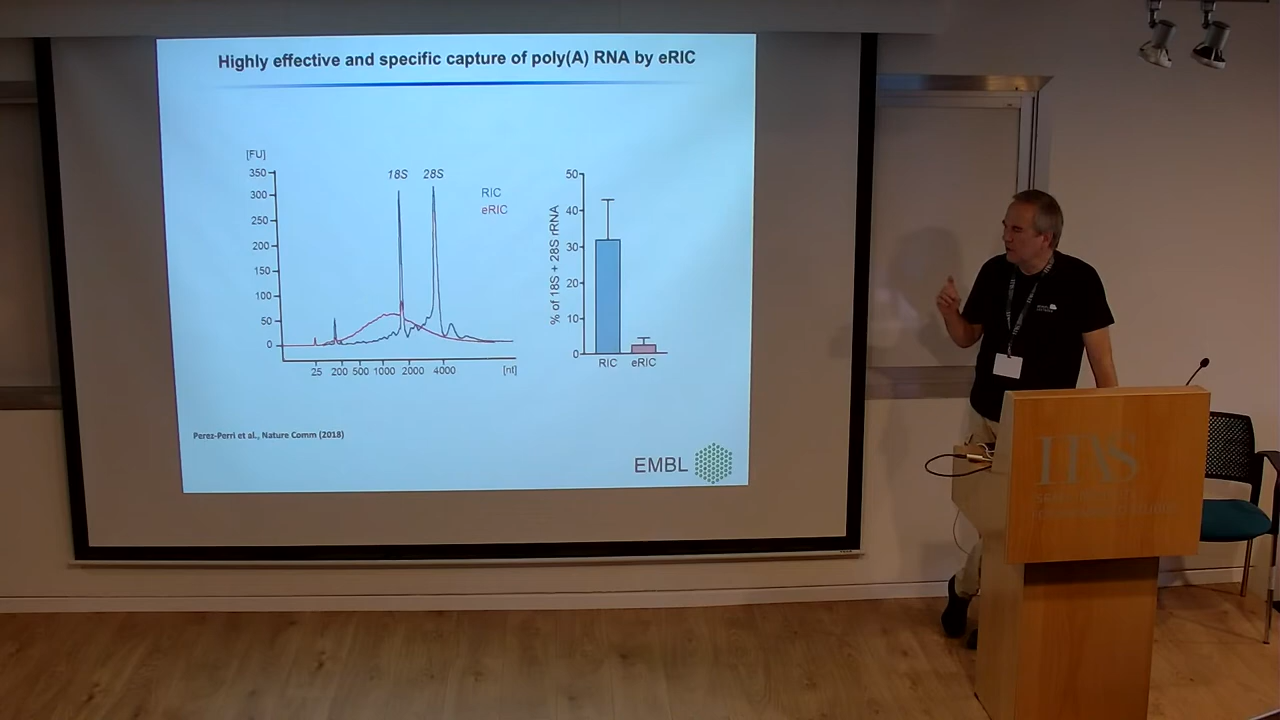 Highly effective and specific capture of poly(A) RNA by eRIC
[FU]
350
300
250
200
150
100
50
0
18S 28S
RIC
eRIC
25 200 500 1000 2000 4000 [nt]
% of 18S + 28S rRNA
50
40
30
20
10
0
RIC eRIC
Perez-Perri et al., Nature Comm (2018)
EMBL
IIAS